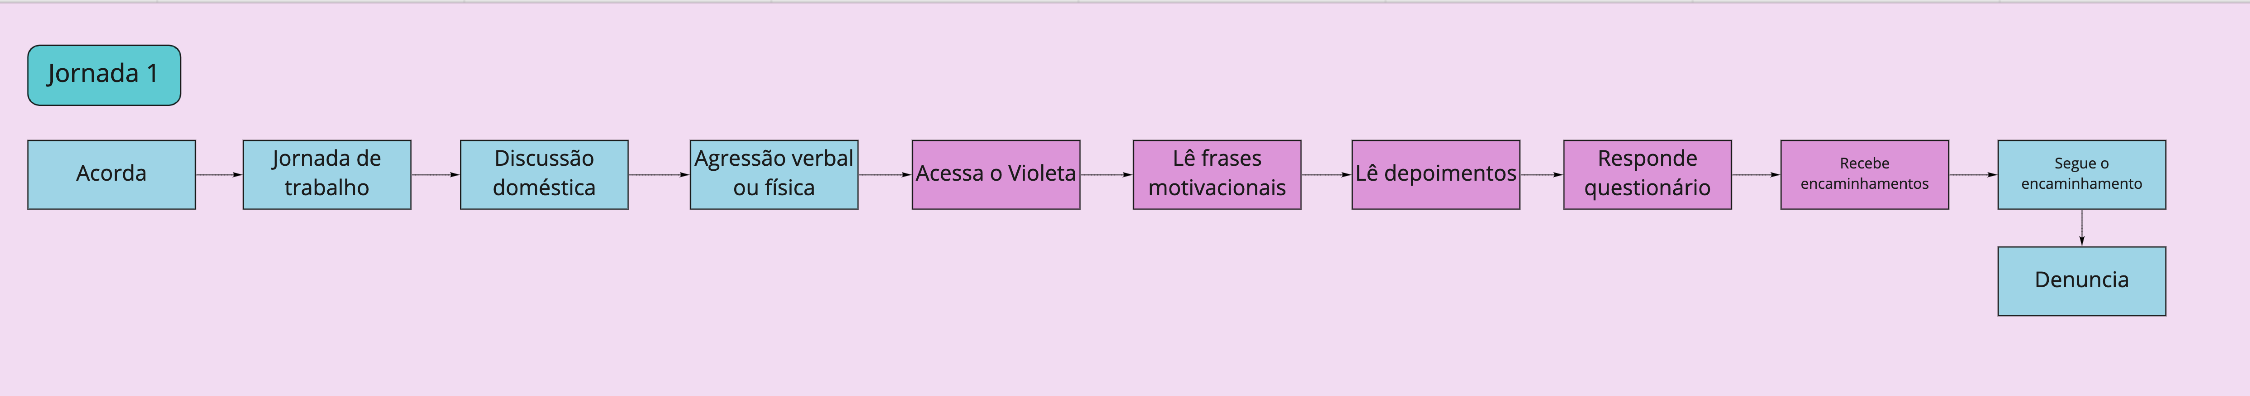 Jornada 1
Acorda
Jornada de
trabalho
Discussão
doméstica
Agressão verbal
ou física
Acessa o Violeta
Lê frases
motivacionais
Lê depoimentos
Responde
questionário
Recebe
encaminhamentos
Segue o
encaminhamento
Denuncia